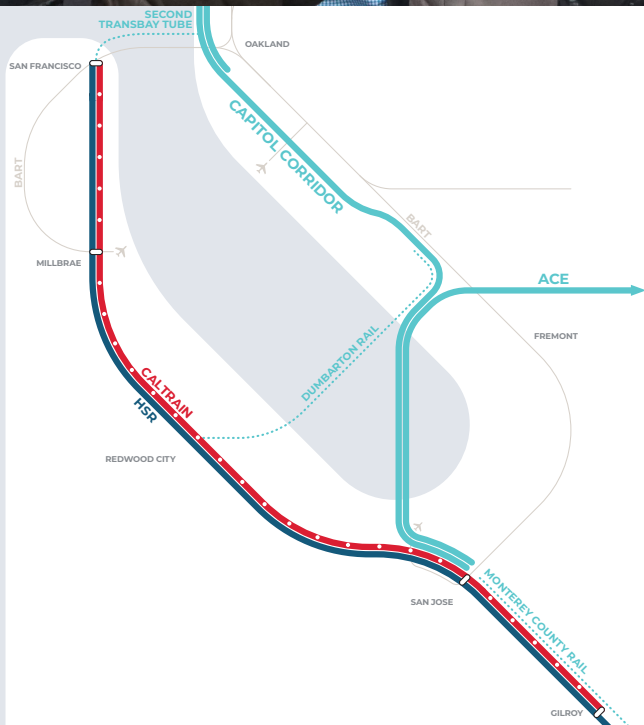 SECOND
TRANSBAY TUBE
OAKLAND
SAN FRANCISCO
CAPITOL CORRIDOR
BART
BART
MILLBRAE
ACE
DUMBARTON RAIL
FREMONT
CALTRAIN
HSR
REDWOOD CITY
MONTEREY COUNTY RAIL
SAN JOSE
GILROY